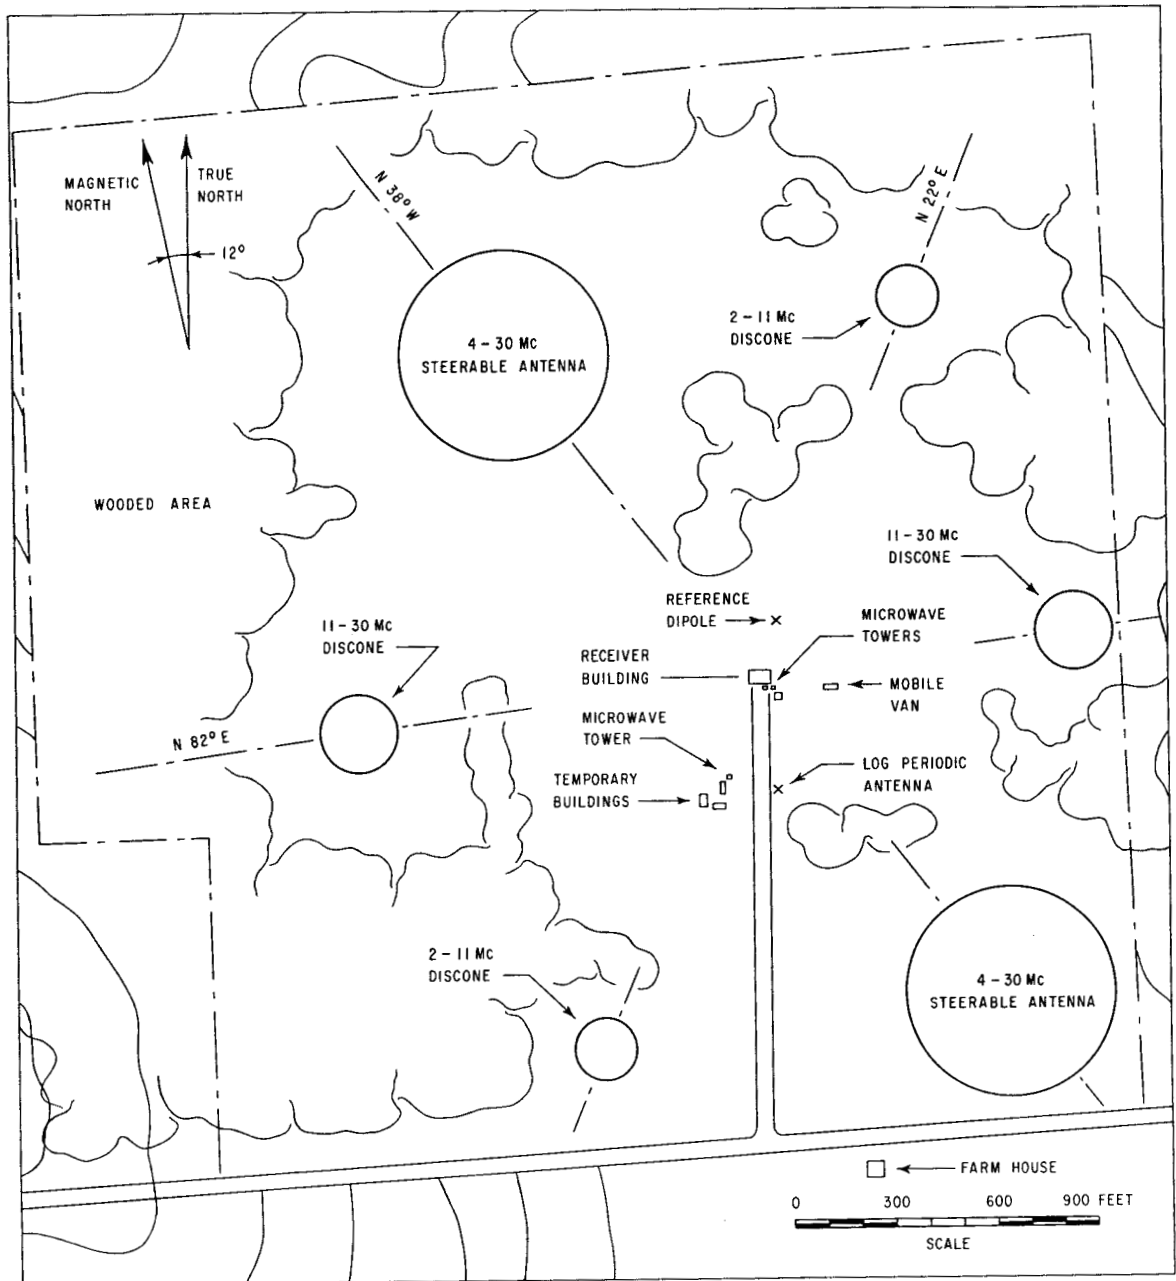 MAGNETIC
NORTH
TRUE
NORTH
12°
N 38° W
N 22° E
4 - 30 Mc
STEERABLE ANTENNA
2 - 11 Mc
DISCONE
WOODED AREA
11 - 30 Mc
DISCONE
REFERENCE
DIPOLE
MICROWAVE
TOWERS
11 - 30 Mc
DISCONE
RECEIVER
BUILDING
MOBILE
VAN
N 82° E
MICROWAVE
TOWER
TEMPORARY
BUILDINGS
LOG PERIODIC
ANTENNA
2 - 11 Mc
DISCONE
4 - 30 Mc
STEERABLE ANTENNA
FARM HOUSE
0 300 600 900 FEET
SCALE